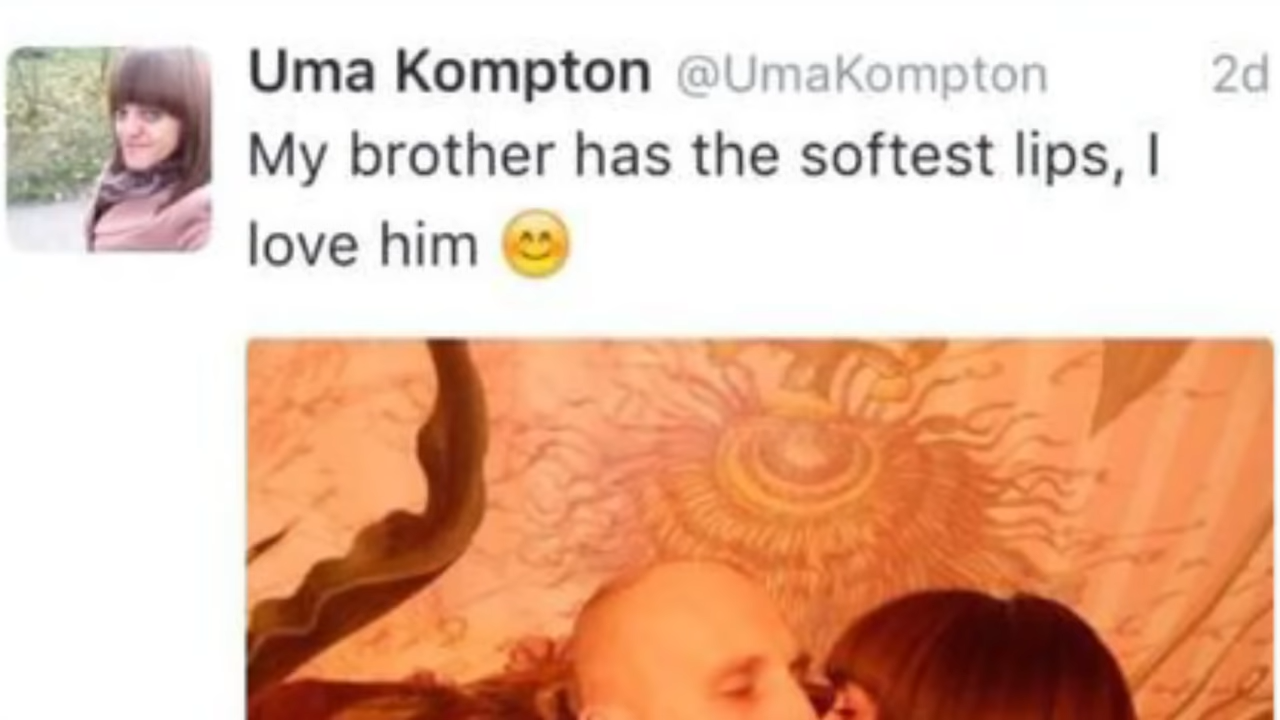 Uma Kompton @UmaKompton 2d
My brother has the softest lips, I
love him 😊